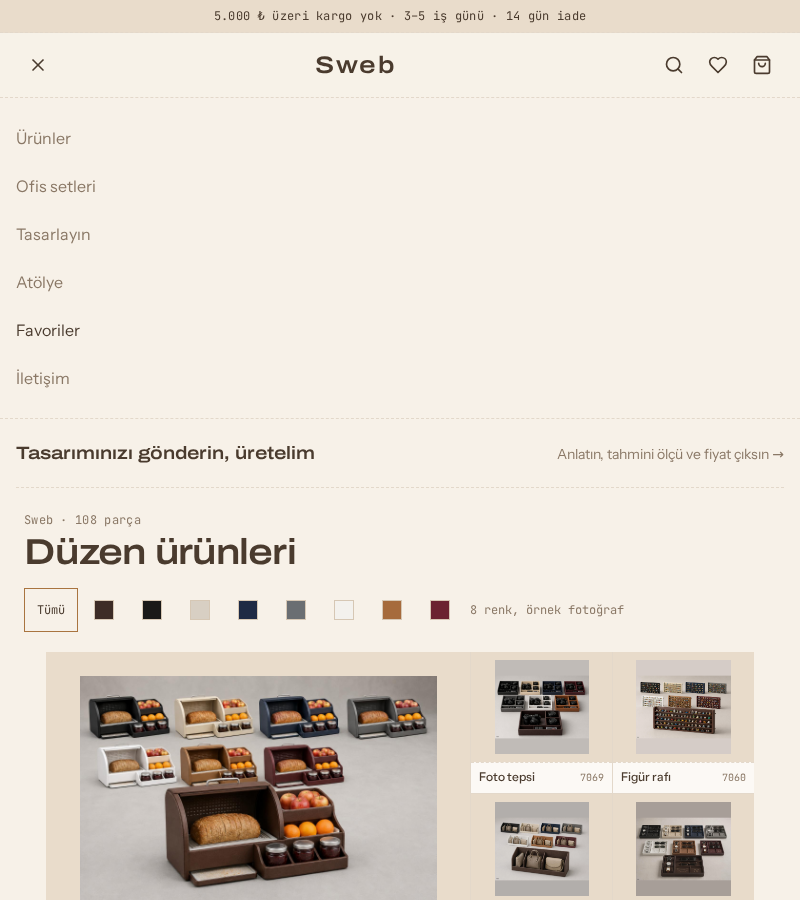 5.000 ₺ üzeri kargo yok · 3–5 iş günü · 14 gün iade
Sweb
Ürünler
Ofis setleri
Tasarlayın
Atölye
Favoriler
İletişim
Tasarımınızı gönderin, üretelim
Anlatın, tahmini ölçü ve fiyat çıksın →
Sweb · 108 parça
Düzen ürünleri
Tümü
8 renk, örnek fotoğraf
Foto tepsi 7069
Figür rafı 7060